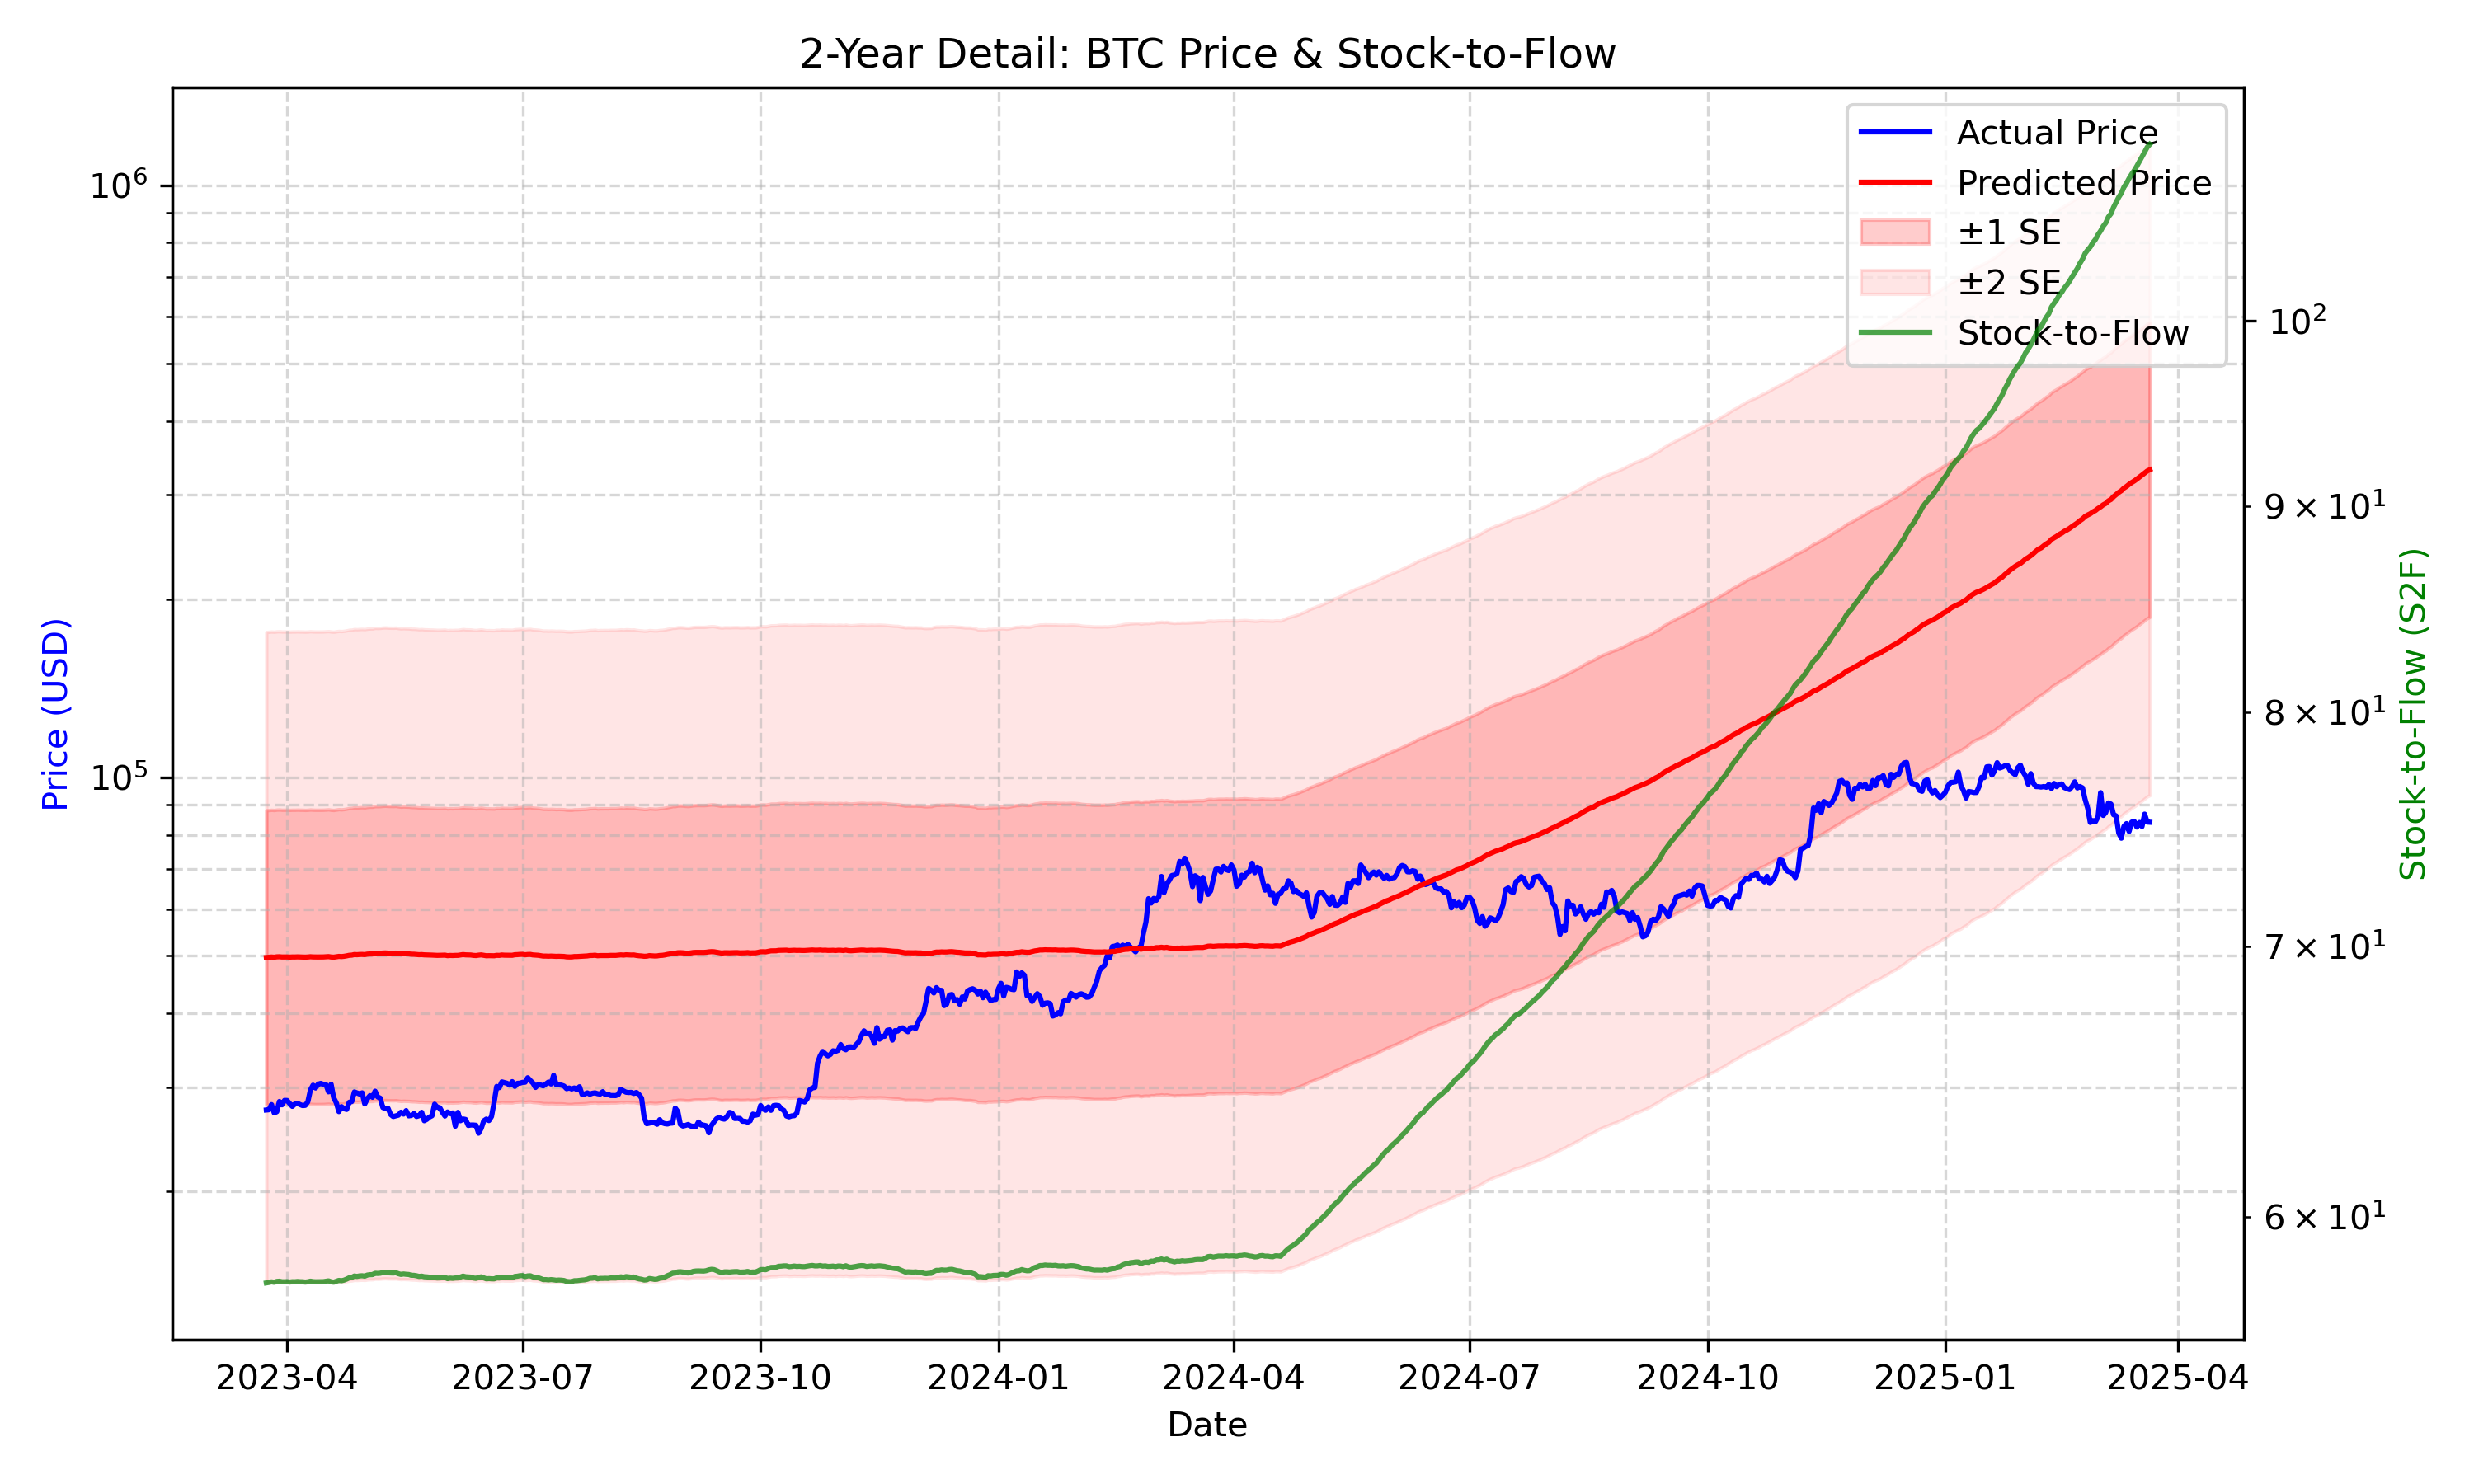 2-Year Detail: BTC Price & Stock-to-Flow
Actual Price
Predicted Price
±1 SE
±2 SE
Stock-to-Flow
10⁶
10⁵
Price (USD)
10²
9 × 10¹
8 × 10¹
7 × 10¹
6 × 10¹
Stock-to-Flow (S2F)
2023-04 2023-07 2023-10 2024-01 2024-04 2024-07 2024-10 2025-01 2025-04
Date